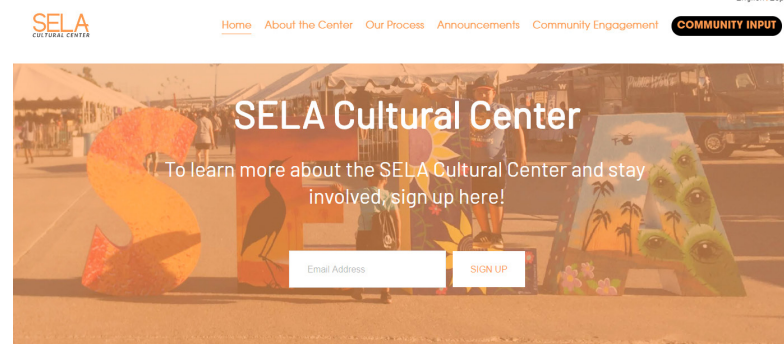 SELA
CULTURAL CENTER
Home About the Center Our Process Announcements Community Engagement COMMUNITY INPUT
SELA Cultural Center
To learn more about the SELA Cultural Center and stay
involved, sign up here!
Email Address SIGN UP
SELA